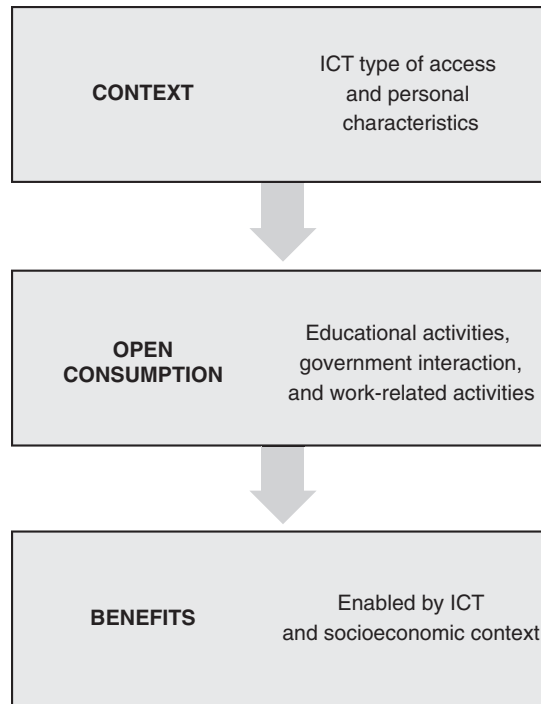 CONTEXT
ICT type of access
and personal
characteristics
OPEN
CONSUMPTION
Educational activities,
government interaction,
and work-related activities
BENEFITS
Enabled by ICT
and socioeconomic context